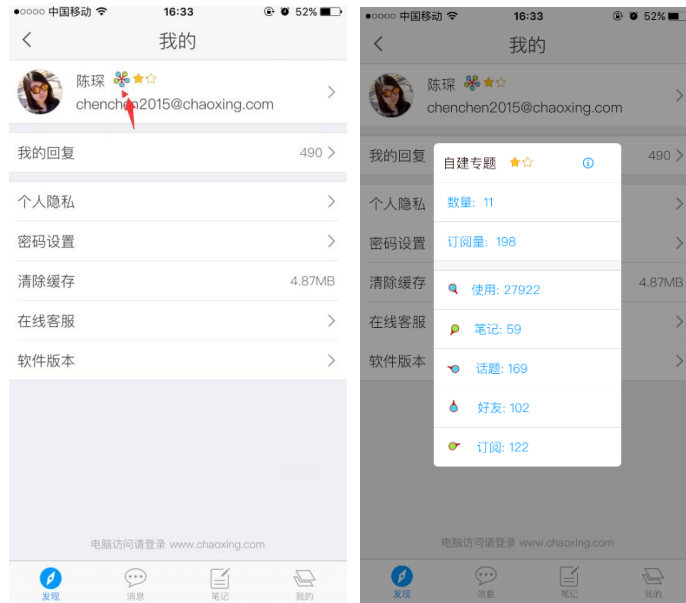 中国移动 16:33 52%
我的
陈琛
chenchen2015@chaoxing.com
我的回复 490
个人隐私
密码设置
清除缓存 4.87MB
在线客服
软件版本
电脑访问请登录 www.chaoxing.com
发现 消息 笔记 我的
中国移动 16:33 52%
我的
陈琛
chenchen2015@chaoxing.com
我的回复 490
自建专题
数量: 11
个人隐私
订阅量: 198
密码设置
清除缓存 4.87MB
使用: 27922
在线客服
笔记: 59
软件版本
话题: 169
好友: 102
订阅: 122
电脑访问请登录 www.chaoxing.com
发现 消息 笔记 我的